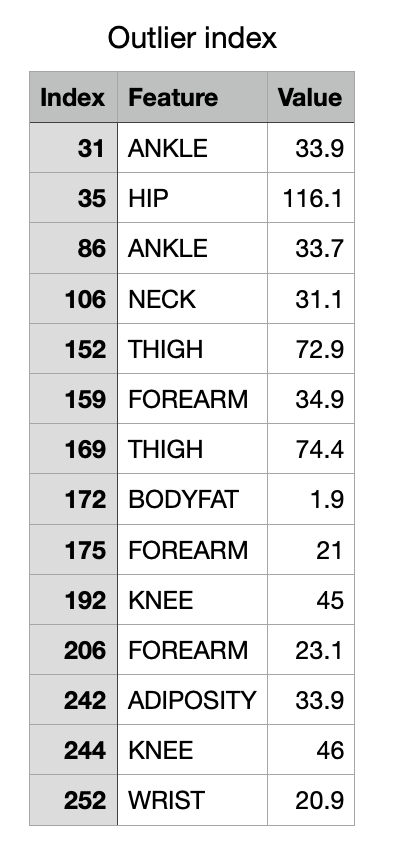 Outlier index
Index Feature Value
31 ANKLE 33.9
35 HIP 116.1
86 ANKLE 33.7
106 NECK 31.1
152 THIGH 72.9
159 FOREARM 34.9
169 THIGH 74.4
172 BODYFAT 1.9
175 FOREARM 21
192 KNEE 45
206 FOREARM 23.1
242 ADIPOSITY 33.9
244 KNEE 46
252 WRIST 20.9